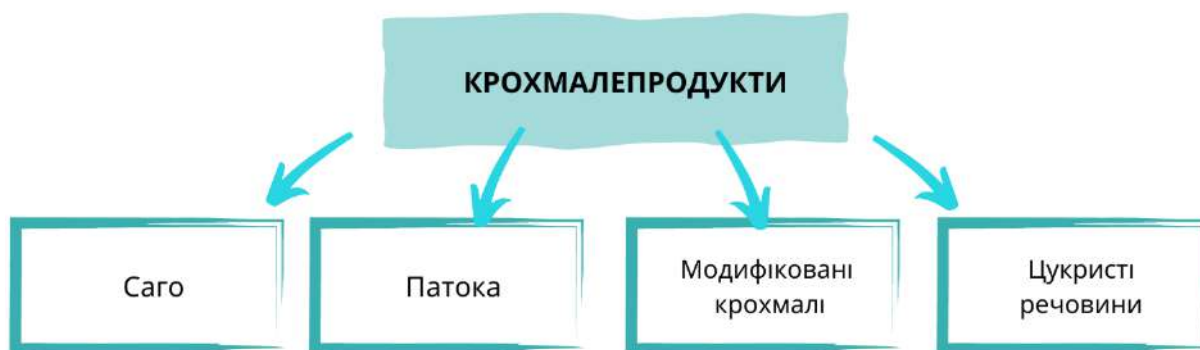 КРОХМАЛЕПРОДУКТИ
Саго
Патока
Модифіковані
крохмалі
Цукристі
речовини